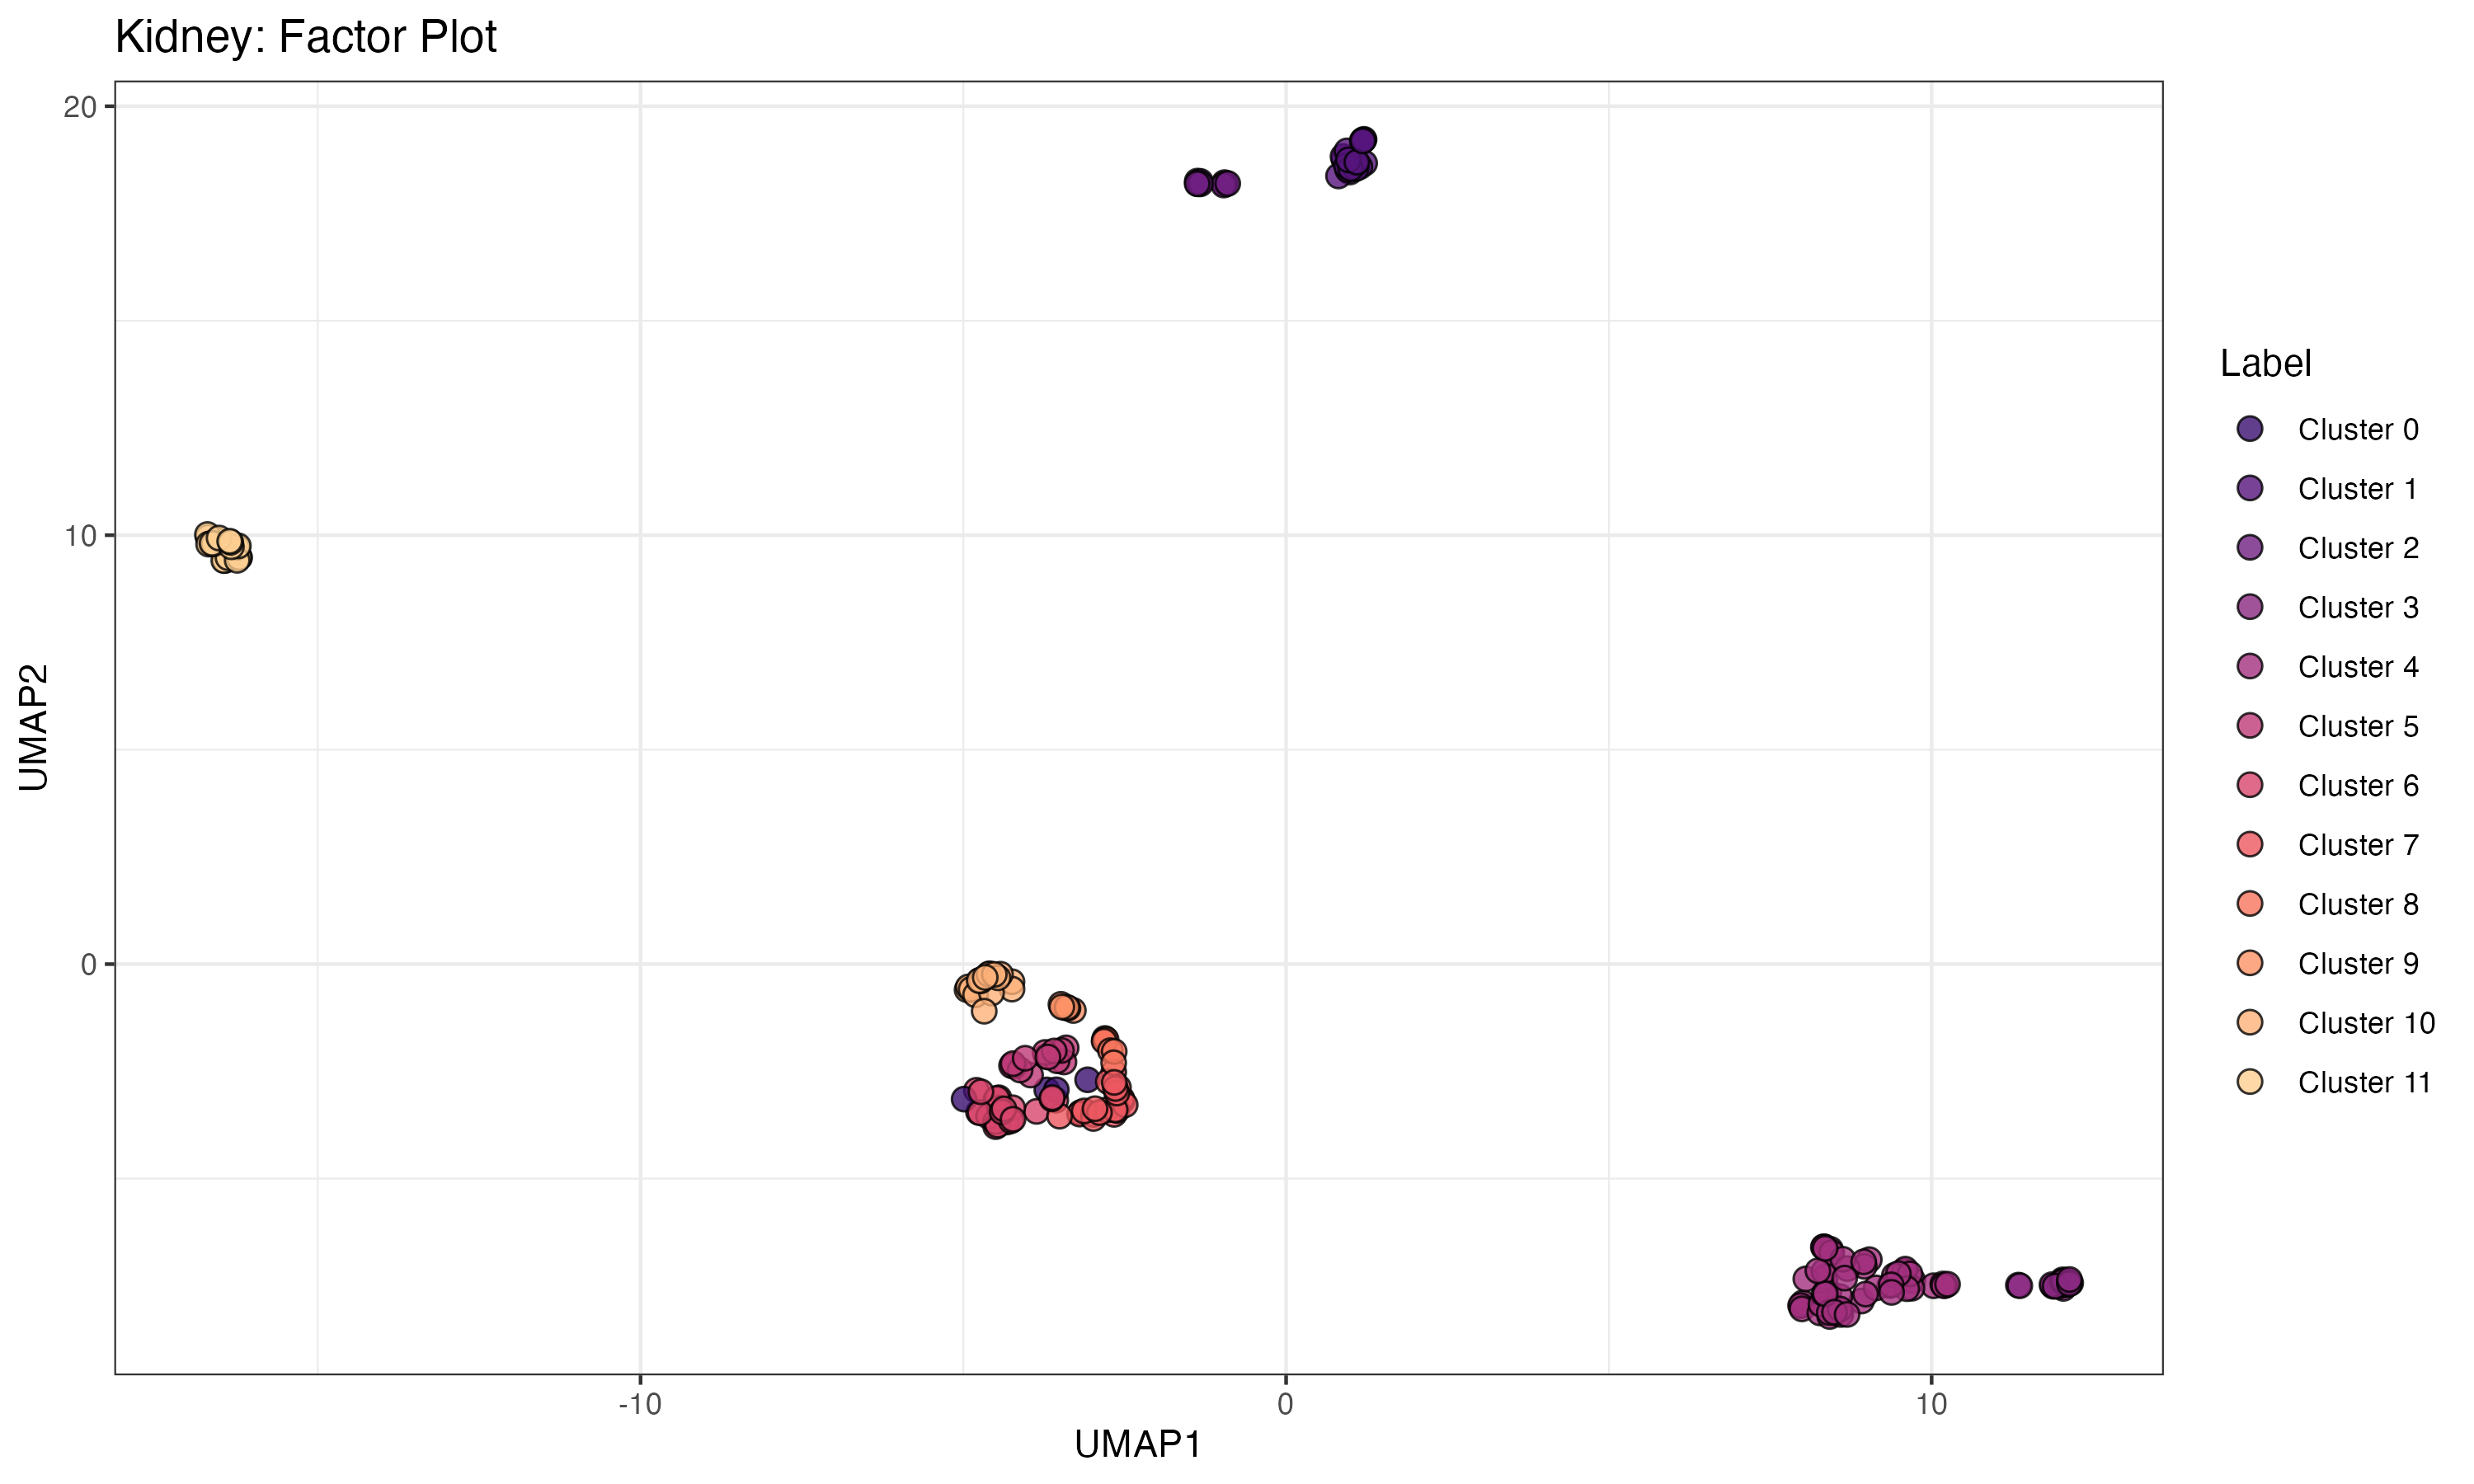 Kidney: Factor Plot
20
10
0
UMAP2
-10
0
10
UMAP1
Label
Cluster 0
Cluster 1
Cluster 2
Cluster 3
Cluster 4
Cluster 5
Cluster 6
Cluster 7
Cluster 8
Cluster 9
Cluster 10
Cluster 11